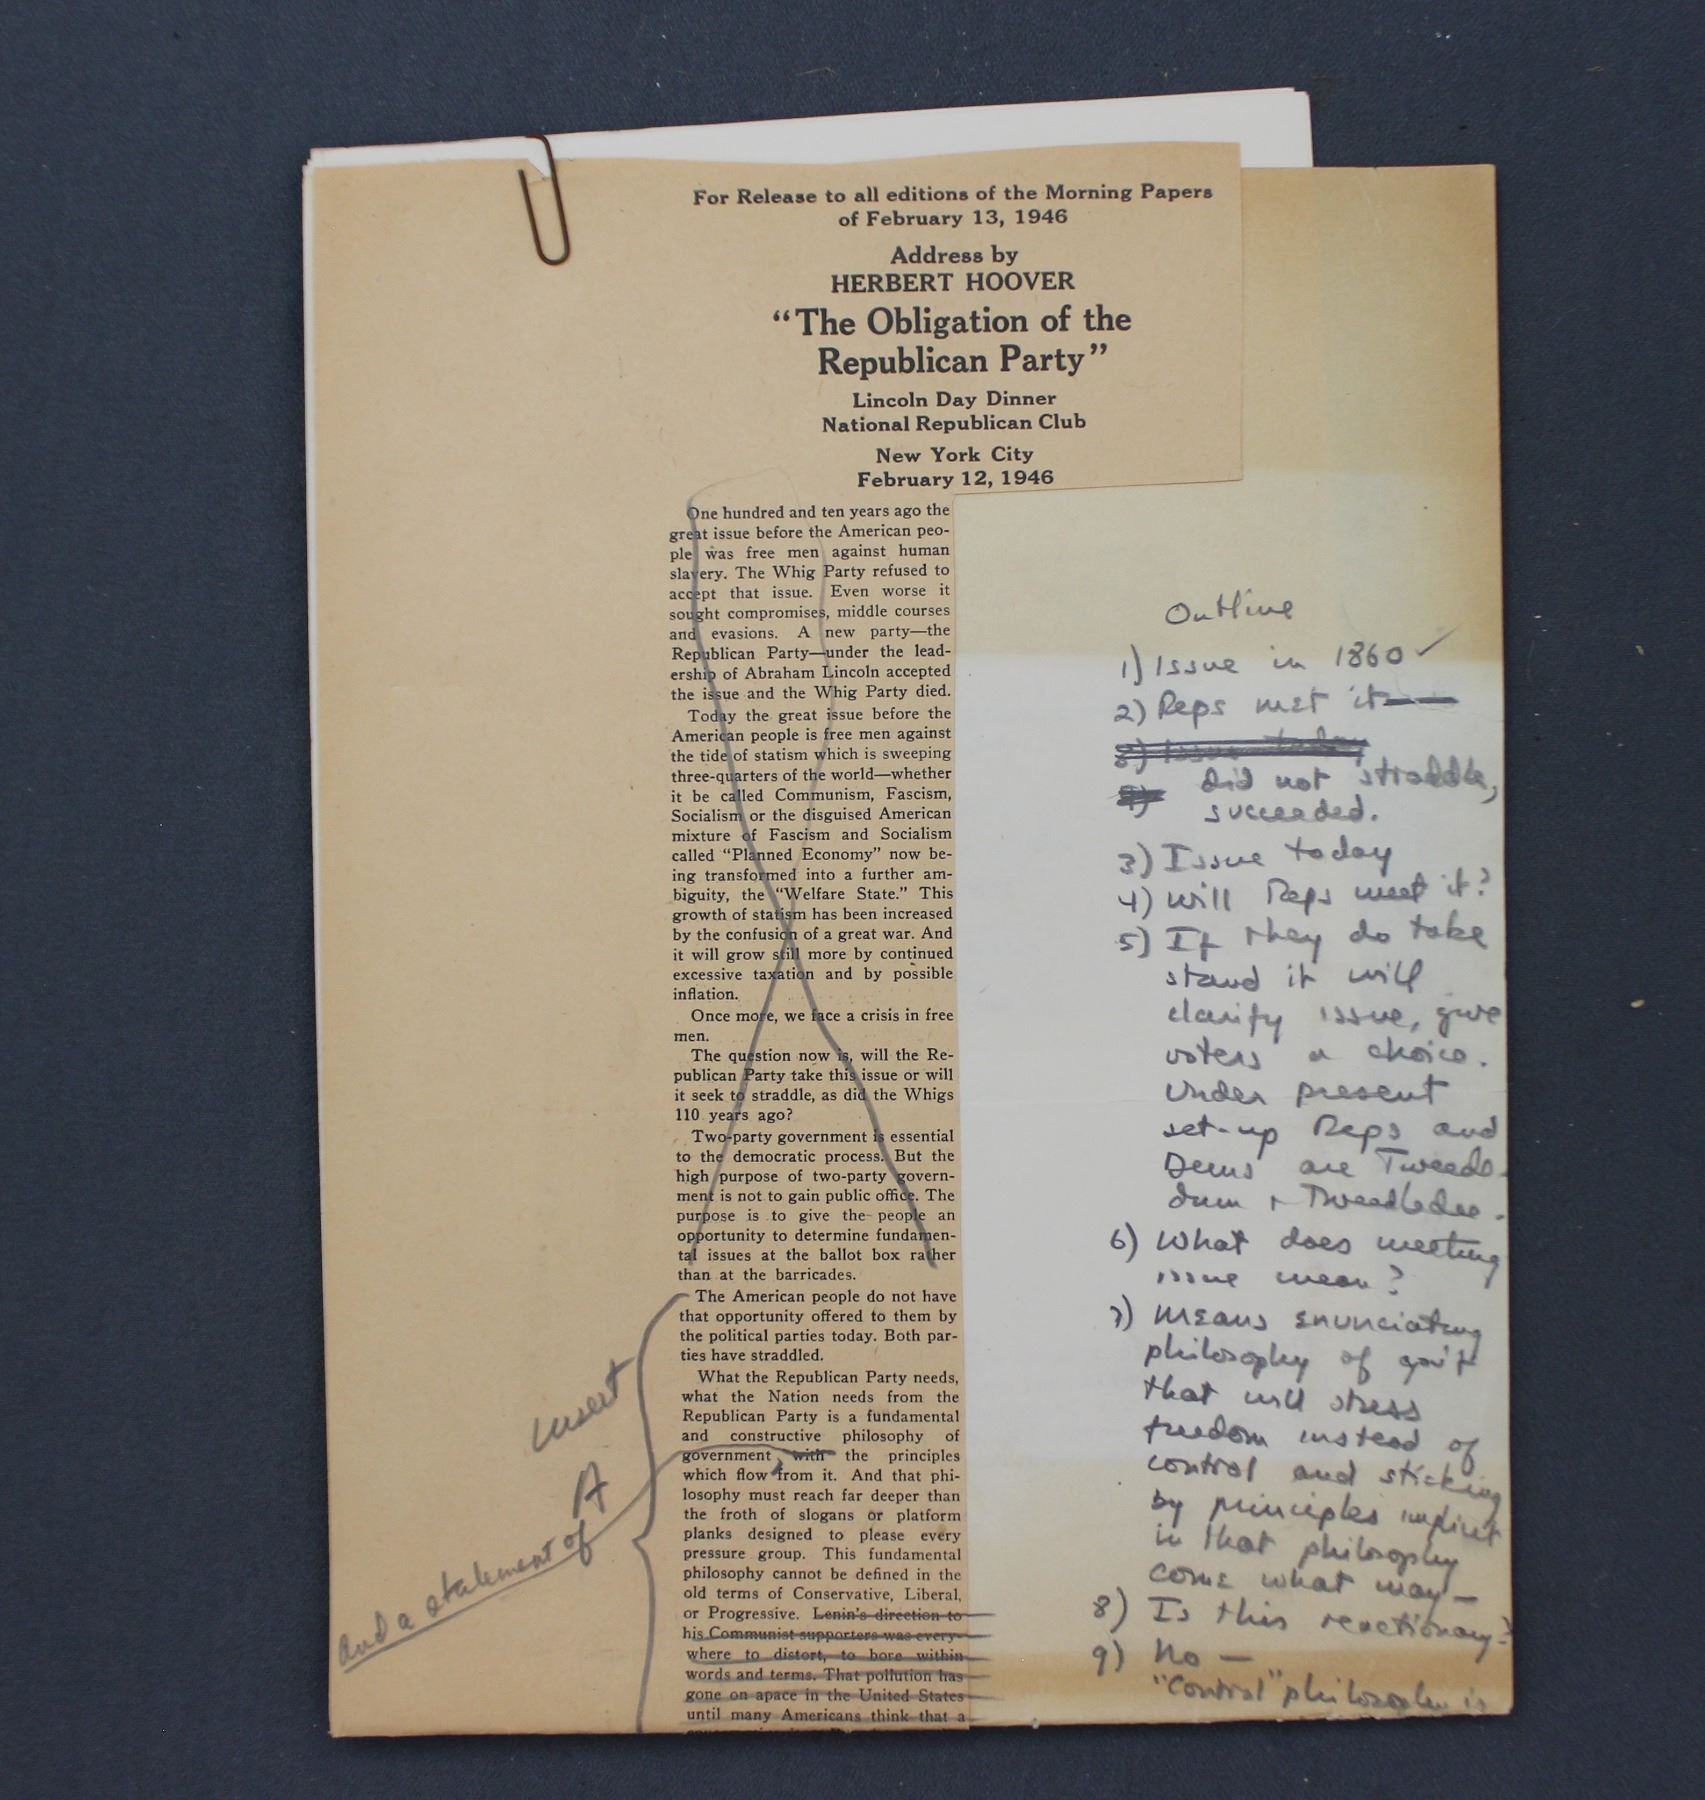 For Release to all editions of the Morning Papers
of February 13, 1946
Address by
HERBERT HOOVER
“The Obligation of the
Republican Party”
Lincoln Day Dinner
National Republican Club
New York City
February 12, 1946
One hundred and ten years ago the
great issue before the American peo-
ple was free men against human
slavery. The Whig Party refused to
accept that issue. Even worse it
sought compromises, middle courses
and evasions. A new party—the
Republican Party—under the lead-
ership of Abraham Lincoln accepted
the issue and the Whig Party died.
Today the great issue before the
American people is free men against
the tide of statism which is sweeping
three-quarters of the world—whether
it be called Communism, Fascism,
Socialism or the disguised American
mixture of Fascism and Socialism
called “Planned Economy” now be-
ing transformed into a further am-
biguity, the “Welfare State.” This
growth of statism has been increased
by the confusion of a great war. And
it will grow still more by continued
excessive taxation and by possible
inflation.
Once more, we face a crisis in free
men.
The question now is, will the Re-
publican Party take this issue or will
it seek to straddle, as did the Whigs
110 years ago?
Two-party government is essential
to the democratic process. But the
high purpose of two-party govern-
ment is not to gain public office. The
purpose is to give the people an
opportunity to determine fundamen-
tal issues at the ballot box rather
than at the barricades.
The American people do not have
that opportunity offered to them by
the political parties today. Both par-
ties have straddled.
What the Republican Party needs,
what the Nation needs from the
Republican Party is a fundamental
and constructive philosophy of
government with the principles
which flow from it. And that phi-
losophy must reach far deeper than
the froth of slogans or platform
planks designed to please every
pressure group. This fundamental
philosophy cannot be defined in the
old terms of Conservative, Liberal,
or Progressive. Lenin's direction to
his Communist supporters was every-
where to distort, to bore within
words and terms. That pollution has
gone on apace in the United States
until many Americans think that a
Insert
A
and a statement of
Outline
1) Issue in 1860 ✓
2) Reps met it—
3) Issue today
did not straddle,
succeeded.
3) Issue today
4) Will Reps meet it?
5) If they do take
stand it will
clarify issue, give
voters a choice.
Under present
set-up Reps and
Dems are Tweedle-
dum + Tweedledee.
6) What does meeting
issue mean?
7) Means enunciating
philosophy of gov't
that will stress
freedom instead of
control and sticking
by principles implicit
in that philosophy
come what may—
8) Is this reactionary?
9) No —
"Control" philosophy is